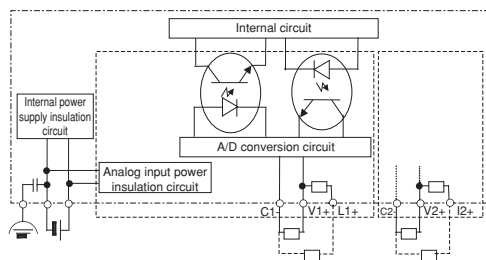 Internal circuit
Internal power
supply insulation
circuit
A/D conversion circuit
Analog input power
insulation circuit
C1- V1+ L1+ C2- V2+ I2+